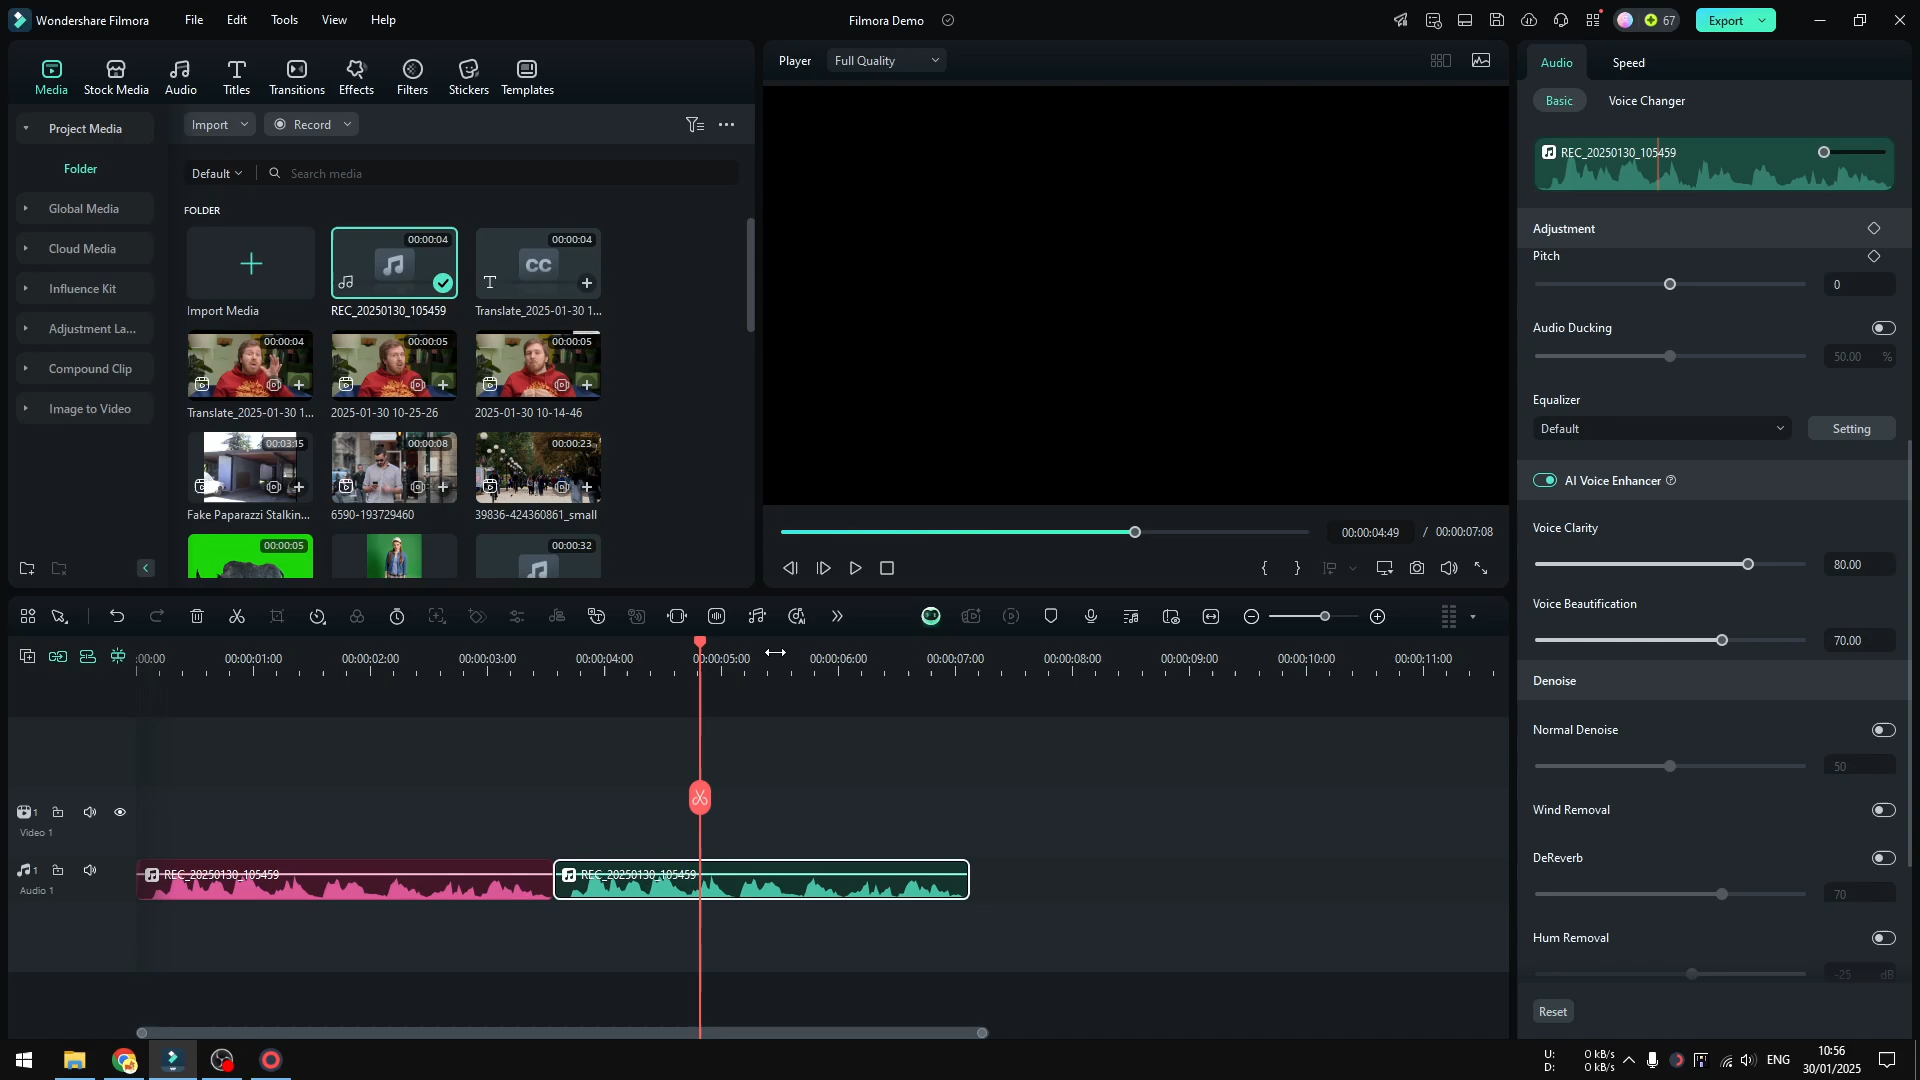 Wondershare Filmora
File
Edit
Tools
View
Help
Filmora Demo
67
Export
Media
Stock Media
Audio
Titles
Transitions
Effects
Filters
Stickers
Templates
Player
Full Quality
Audio
Speed
Basic
Voice Changer
Project Media
Folder
Global Media
Cloud Media
Influence Kit
Adjustment La...
Compound Clip
Image to Video
Import
Record
Default
Search media
FOLDER
Import Media
00:00:04
REC_20250130_105459
00:00:04
CC
T
Translate_2025-01-30 1...
00:00:04
Translate_2025-01-30 1...
00:00:05
2025-01-30 10-25-26
00:00:05
2025-01-30 10-14-46
00:03:15
Fake Paparazzi Stalkin...
00:00:08
6590-193729460
00:00:23
39836-424360861_small
00:00:05
00:00:32
00:00:04:49
/ 00:00:07:08
REC_20250130_105459
Adjustment
Pitch
0
Audio Ducking
50.00 %
Equalizer
Default
Setting
AI Voice Enhancer
Voice Clarity
80.00
Voice Beautification
70.00
Denoise
Normal Denoise
50
Wind Removal
DeReverb
70
Hum Removal
-25 dB
Reset
:00:00
00:00:01:00
00:00:02:00
00:00:03:00
00:00:04:00
00:00:05:00
00:00:06:00
00:00:07:00
00:00:08:00
00:00:09:00
00:00:10:00
00:00:11:00
1
Video 1
1
Audio 1
REC_20250130_105459
REC_20250130_105459
U: 0 kB/s
D: 0 kB/s
ENG
10:56
30/01/2025